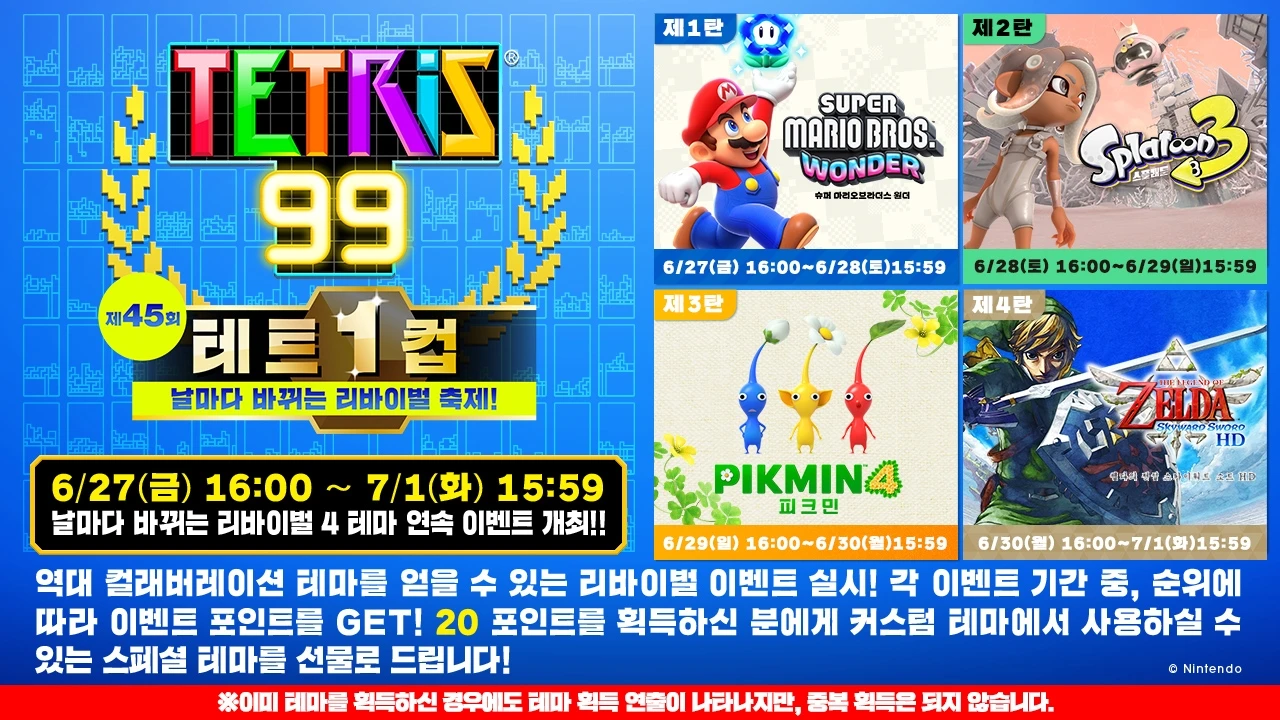 TETRIS®
99
제45회
테트1컵
날마다 바뀌는 리바이벌 축제!
6/27(금) 16:00 ~ 7/1(화) 15:59
날마다 바뀌는 리바이벌 4 테마 연속 이벤트 개최!!
제1탄
SUPER
MARIO BROS.
WONDER
슈퍼 마리오브라더스 원더
6/27(금) 16:00~6/28(토)15:59
제2탄
Splatoon 3
스플래툰
6/28(토) 16:00~6/29(일)15:59
제3탄
PIKMIN 4
피크민
6/29(일) 16:00~6/30(월)15:59
제4탄
THE LEGEND OF
ZELDA
SKYWARD SWORD
HD
젤다의 전설 스카이워드 소드 HD
6/30(월) 16:00~7/1(화)15:59
역대 컬래버레이션 테마를 얻을 수 있는 리바이벌 이벤트 실시! 각 이벤트 기간 중, 순위에
따라 이벤트 포인트를 GET! 20 포인트를 획득하신 분에게 커스텀 테마에서 사용하실 수
있는 스페셜 테마를 선물로 드립니다!
© Nintendo
※이미 테마를 획득하신 경우에도 테마 획득 연출이 나타나지만, 중복 획득은 되지 않습니다.